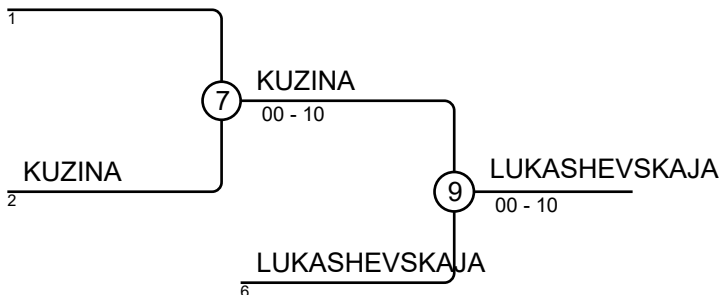 1
KUZINA
7
00 - 10
KUZINA
2
LUKASHEVSKAJA
9
00 - 10
LUKASHEVSKAJA
6